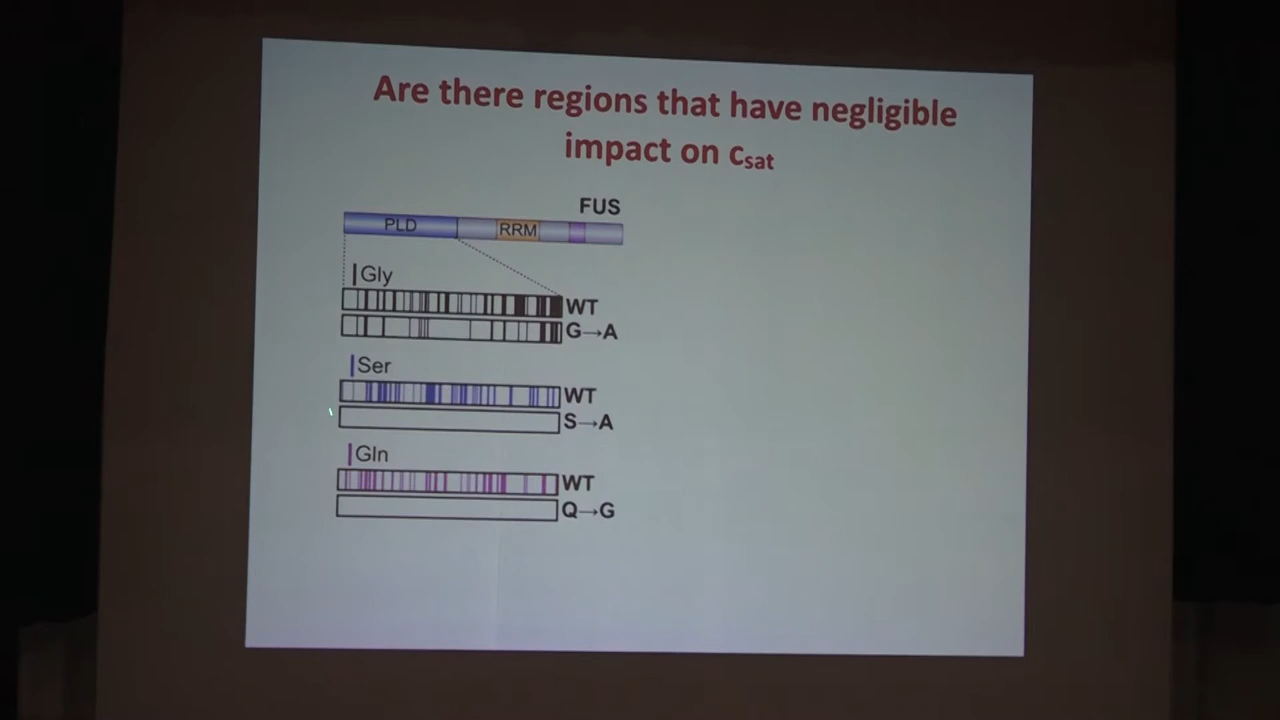 Are there regions that have negligible
impact on csat
FUS
PLD RRM
Gly
WT
G→A
Ser
WT
S→A
Gln
WT
Q→G